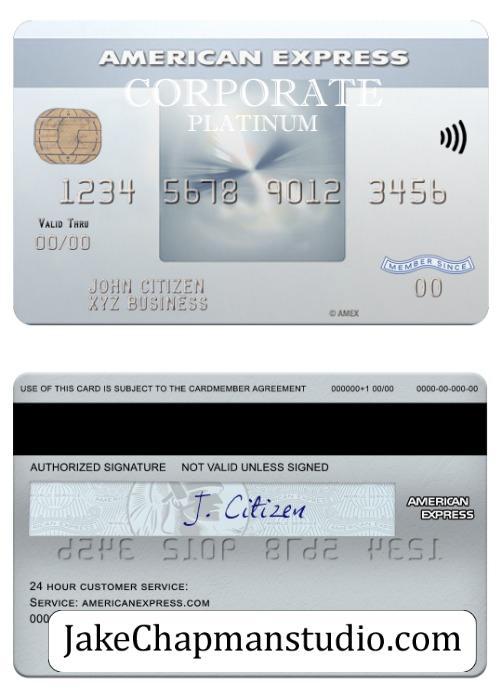 AMERICAN EXPRESS
CORPORATE
PLATINUM
1234 5678 9012 3456
VALID THRU
00/00
MEMBER SINCE
00
JOHN CITIZEN
XYZ BUSINESS
© AMEX
USE OF THIS CARD IS SUBJECT TO THE CARDMEMBER AGREEMENT 000000+1 00/00 0000-00-000-00
AUTHORIZED SIGNATURE NOT VALID UNLESS SIGNED
J. Citizen
AMERICAN
EXPRESS
3456 9012 5678 1234
24 HOUR CUSTOMER SERVICE:
SERVICE: AMERICANEXPRESS.COM
000
JakeChapmanstudio.com